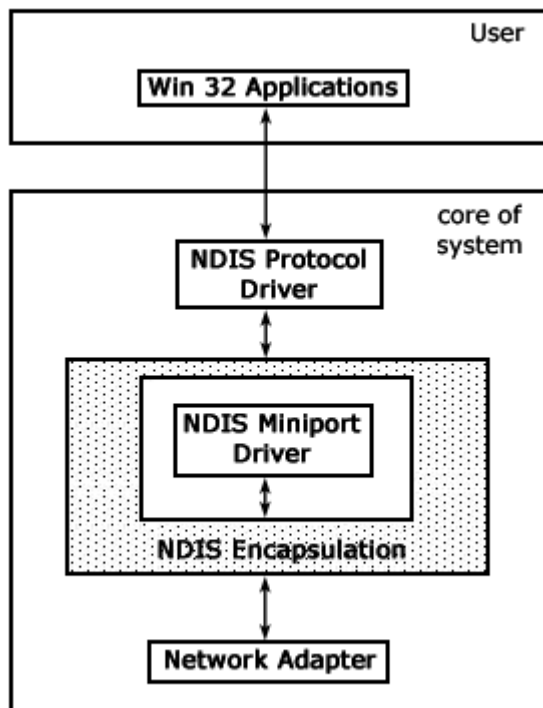 User
Win 32 Applications
core of
system
NDIS Protocol
Driver
NDIS Miniport
Driver
NDIS Encapsulation
Network Adapter